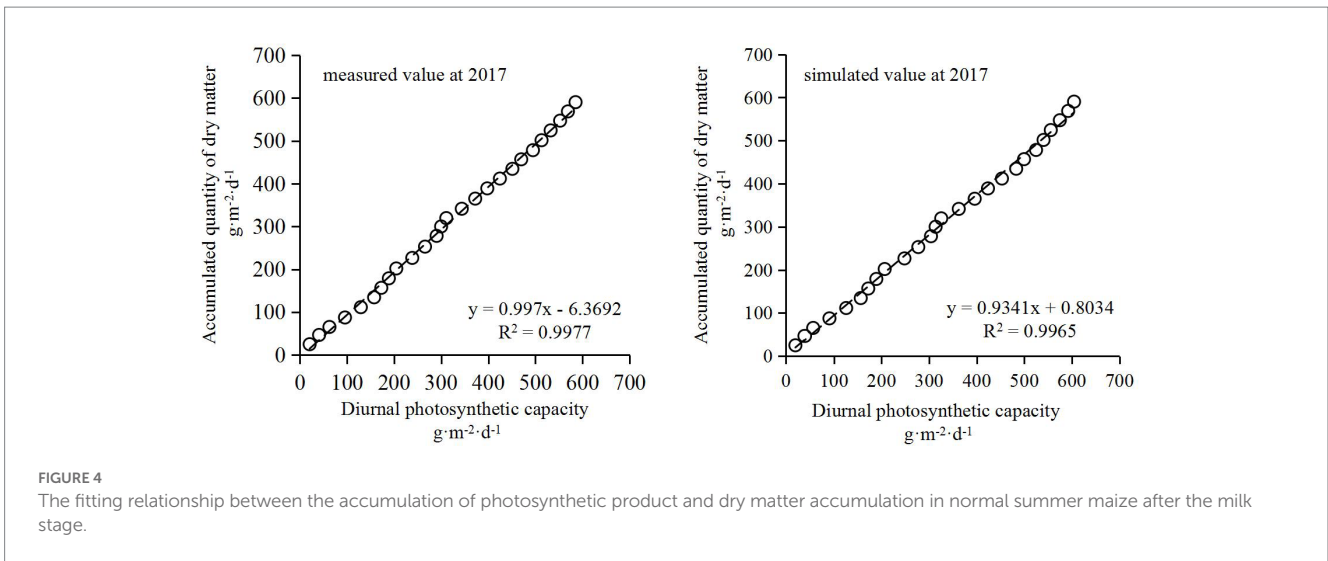 measured value at 2017
Accumulated quantity of dry matter
g·m⁻²·d⁻¹
700
600
500
400
300
200
100
0
y = 0.997x - 6.3692
R² = 0.9977
0 100 200 300 400 500 600 700
Diurnal photosynthetic capacity
g·m⁻²·d⁻¹
simulated value at 2017
Accumulated quantity of dry matter
g·m⁻²·d⁻¹
700
600
500
400
300
200
100
0
y = 0.9341x + 0.8034
R² = 0.9965
0 100 200 300 400 500 600 700
Diurnal photosynthetic capacity
g·m⁻²·d⁻¹
FIGURE 4
The fitting relationship between the accumulation of photosynthetic product and dry matter accumulation in normal summer maize after the milk
stage.